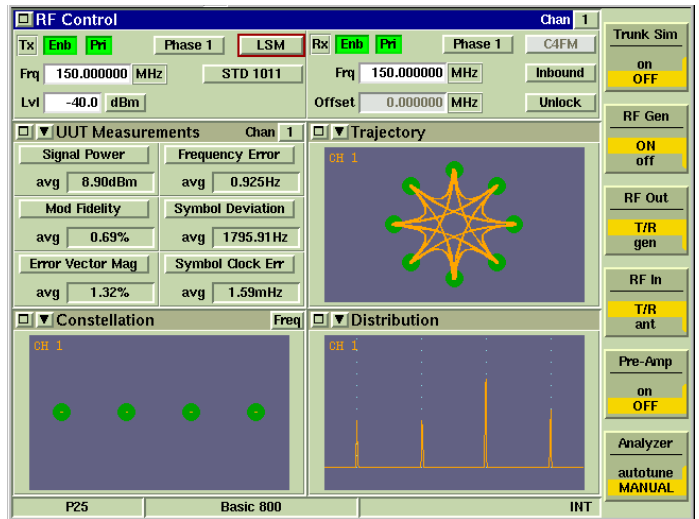 RF Control Chan 1
Tx Enb Pri Phase 1 LSM Rx Enb Pri Phase 1 C4FM
Frq 150.000000 MHz STD 1011 Frq 150.000000 MHz Inbound
Lvl -40.0 dBm Offset 0.000000 MHz Unlock
UUT Measurements Chan 1
Signal Power Frequency Error
avg 8.90dBm avg 0.925Hz
Mod Fidelity Symbol Deviation
avg 0.69% avg 1795.91Hz
Error Vector Mag Symbol Clock Err
avg 1.32% avg 1.59mHz
Trajectory
CH 1
Constellation Freq
CH 1
Distribution
CH 1
Trunk Sim
on
OFF
RF Gen
ON
off
RF Out
T/R
gen
RF In
T/R
ant
Pre-Amp
on
OFF
Analyzer
autotune
MANUAL
P25 Basic 800 INT